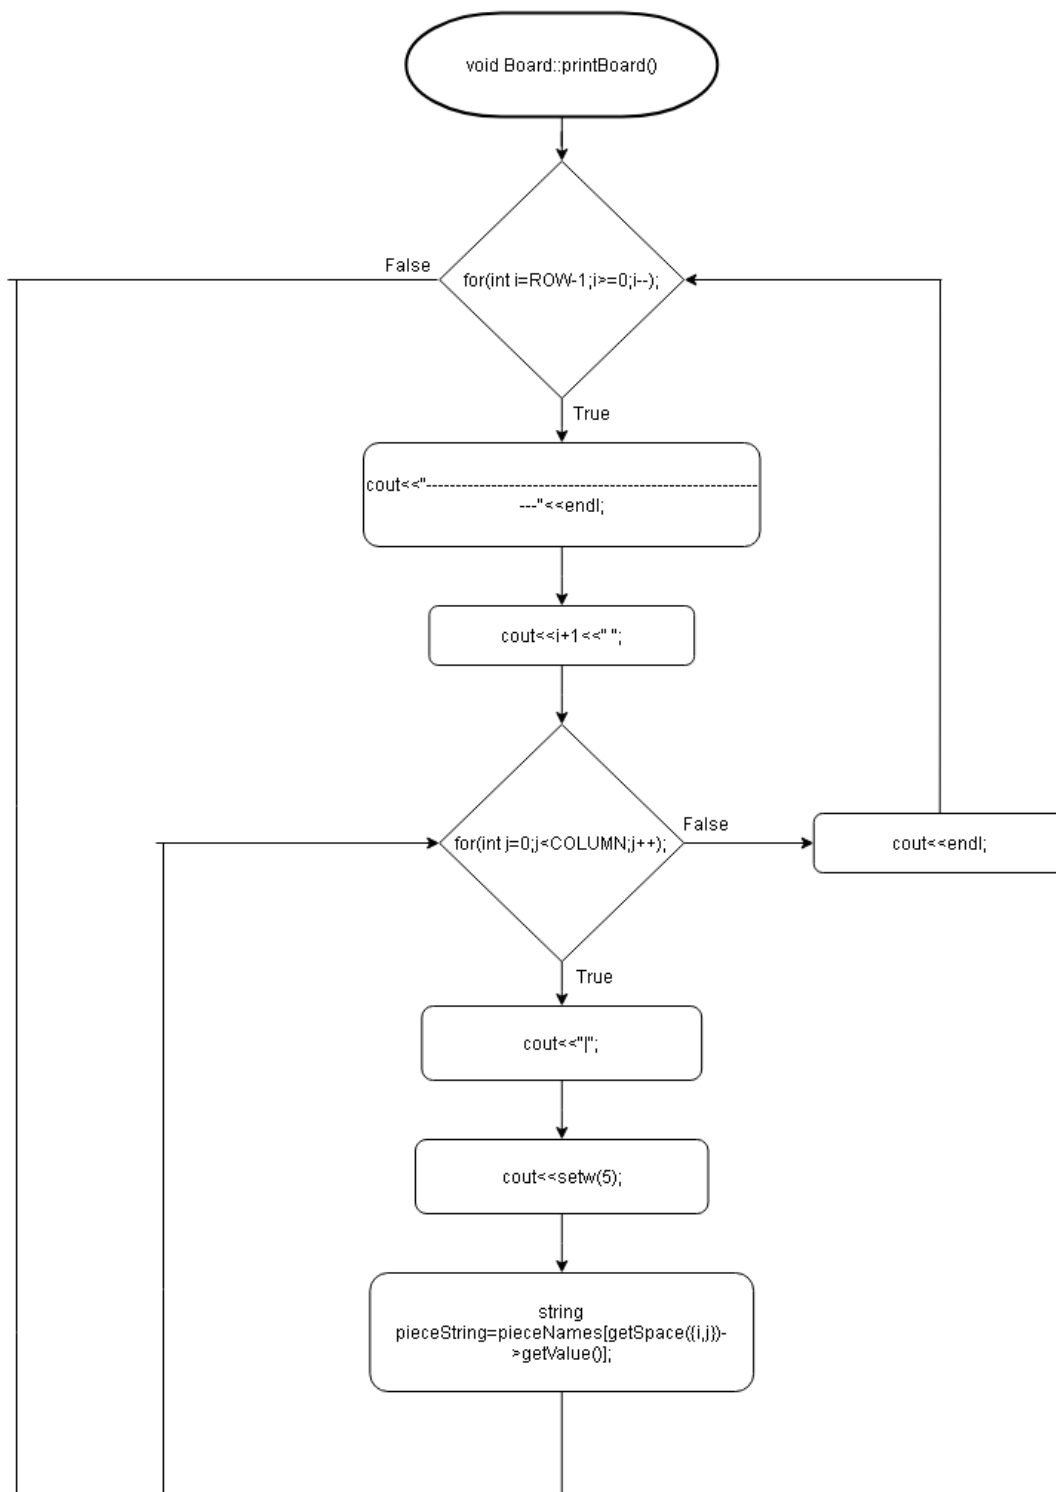 void Board::printBoard()
False
for(int i=ROW-1;i>=0;i--);
True
cout<<"---------------------------------------------------------
---"<<endl;
cout<<i+1<<" ";
for(int j=0;j<COLUMN;j++);
False
cout<<endl;
True
cout<<"|";
cout<<setw(5);
string
pieceString=pieceNames[getSpace({i,j})-
>getValue()];